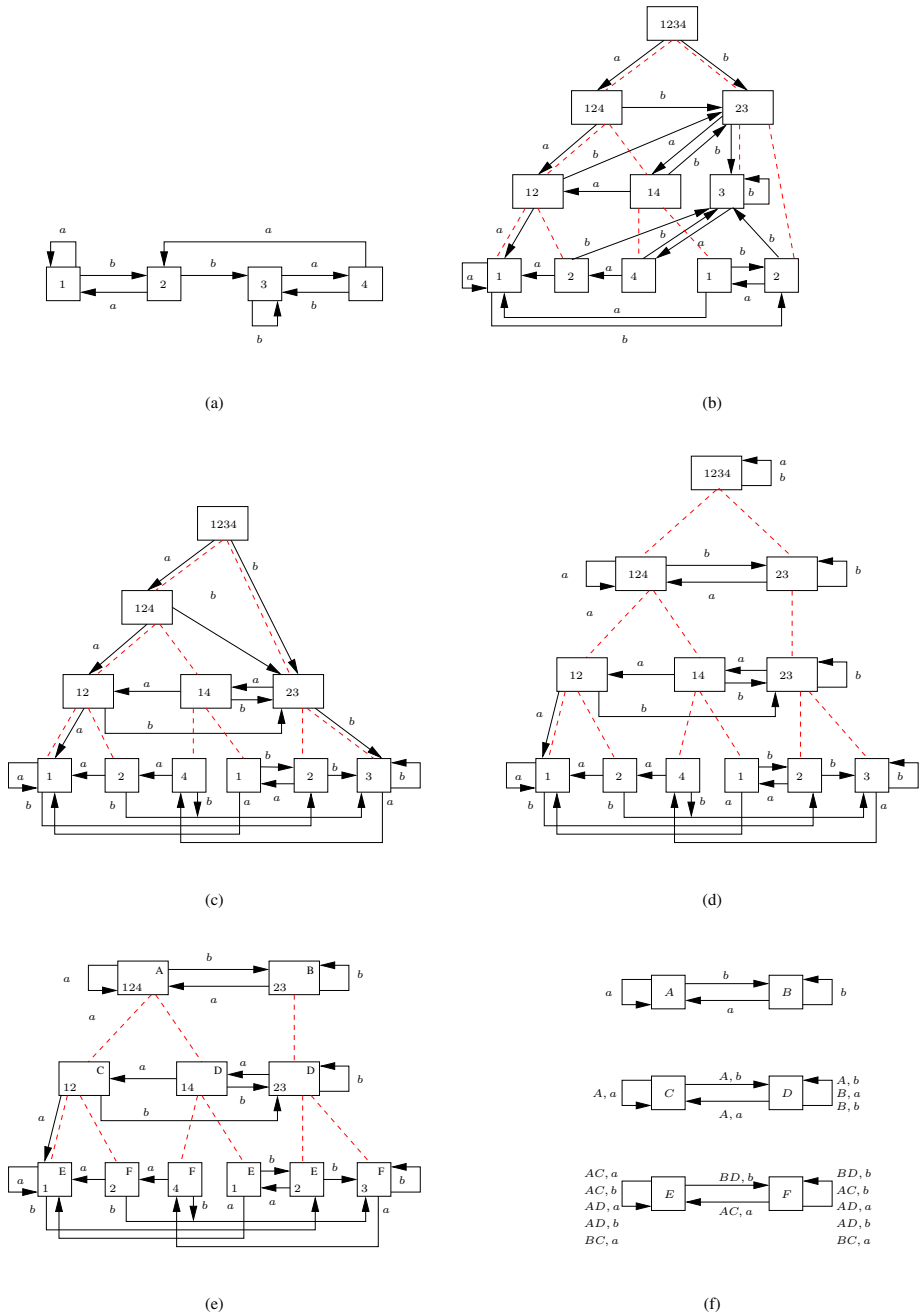 1234
a b
124 b 23
a b a b b
12 a 14 3 b
a b a b
a 1 a 2 a 4 1 b a 2
a
b
a a
1 b a 2 b 3 a b 4
b
(a) (b)
1234 a b
a b
124
a b
12 a 14 a b 23
a b b
a 1 a 2 a 4 1 b a 2 b 3 b
b b b a a
(c)
124 b a 23
a b
a
12 a 14 a b 23 b
a b
a 1 a 2 a 4 1 b a 2 b 3 b
b b b a a
(d)
A 124 b a B 23
a b
a
C 12 a D 14 a b D 23 b
a b
a E 1 a F 2 a F 4 E 1 b a E 2 b F 3 b
b b b a a
(e)
a A b a B b
A, a C A, b A, a D A, b
B, a
B, b
AC, a E BD, b AC, a F BD, b
AC, b AC, b
AD, a AD, a
AD, b AD, b
BC, a BC, a
(f)